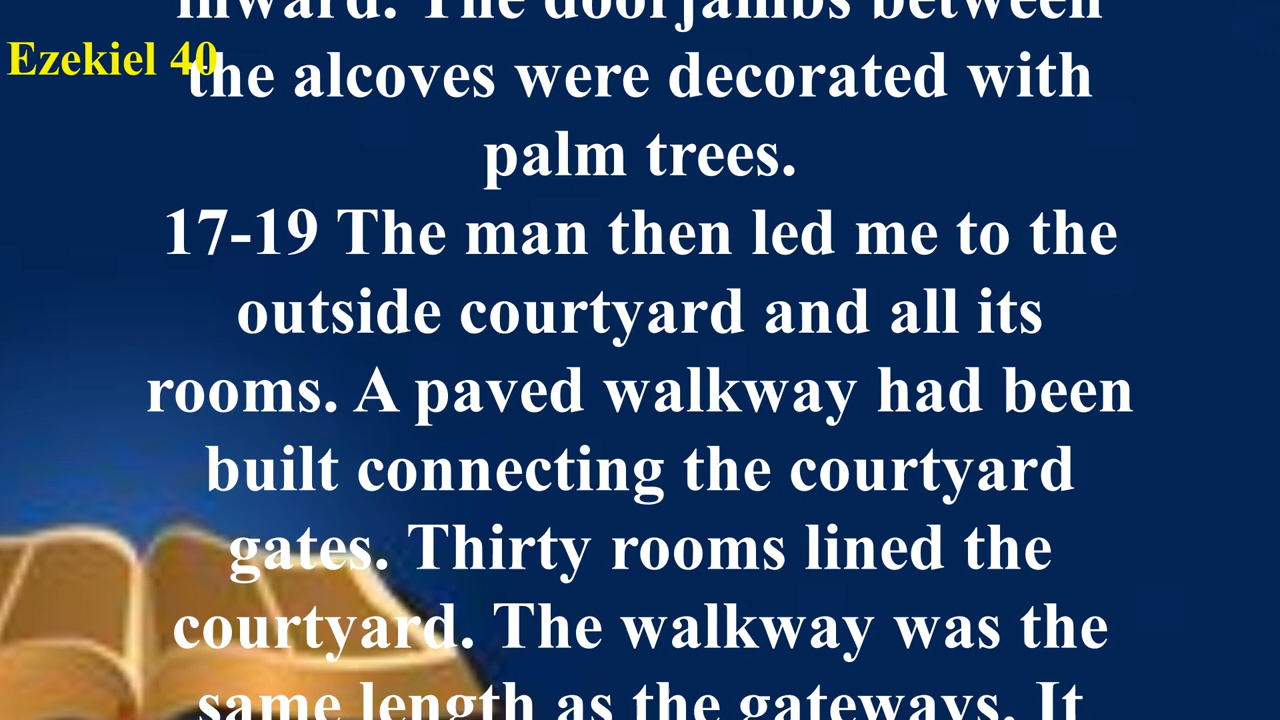 inward. The doorjambs between
Ezekiel 40
the alcoves were decorated with
palm trees.
17-19 The man then led me to the
outside courtyard and all its
rooms. A paved walkway had been
built connecting the courtyard
gates. Thirty rooms lined the
courtyard. The walkway was the
same length as the gateways. It